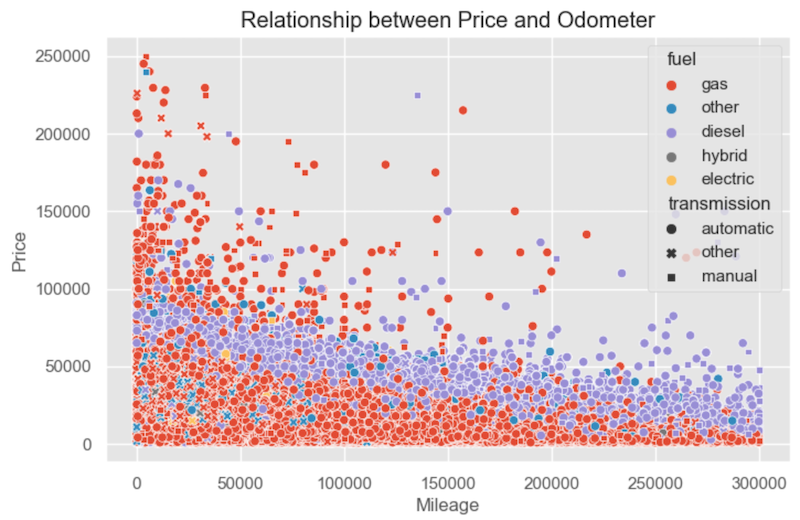 Relationship between Price and Odometer
250000
200000
150000
100000
50000
0
Price
0 50000 100000 150000 200000 250000 300000
Mileage
fuel
gas
other
diesel
hybrid
electric
transmission
automatic
other
manual